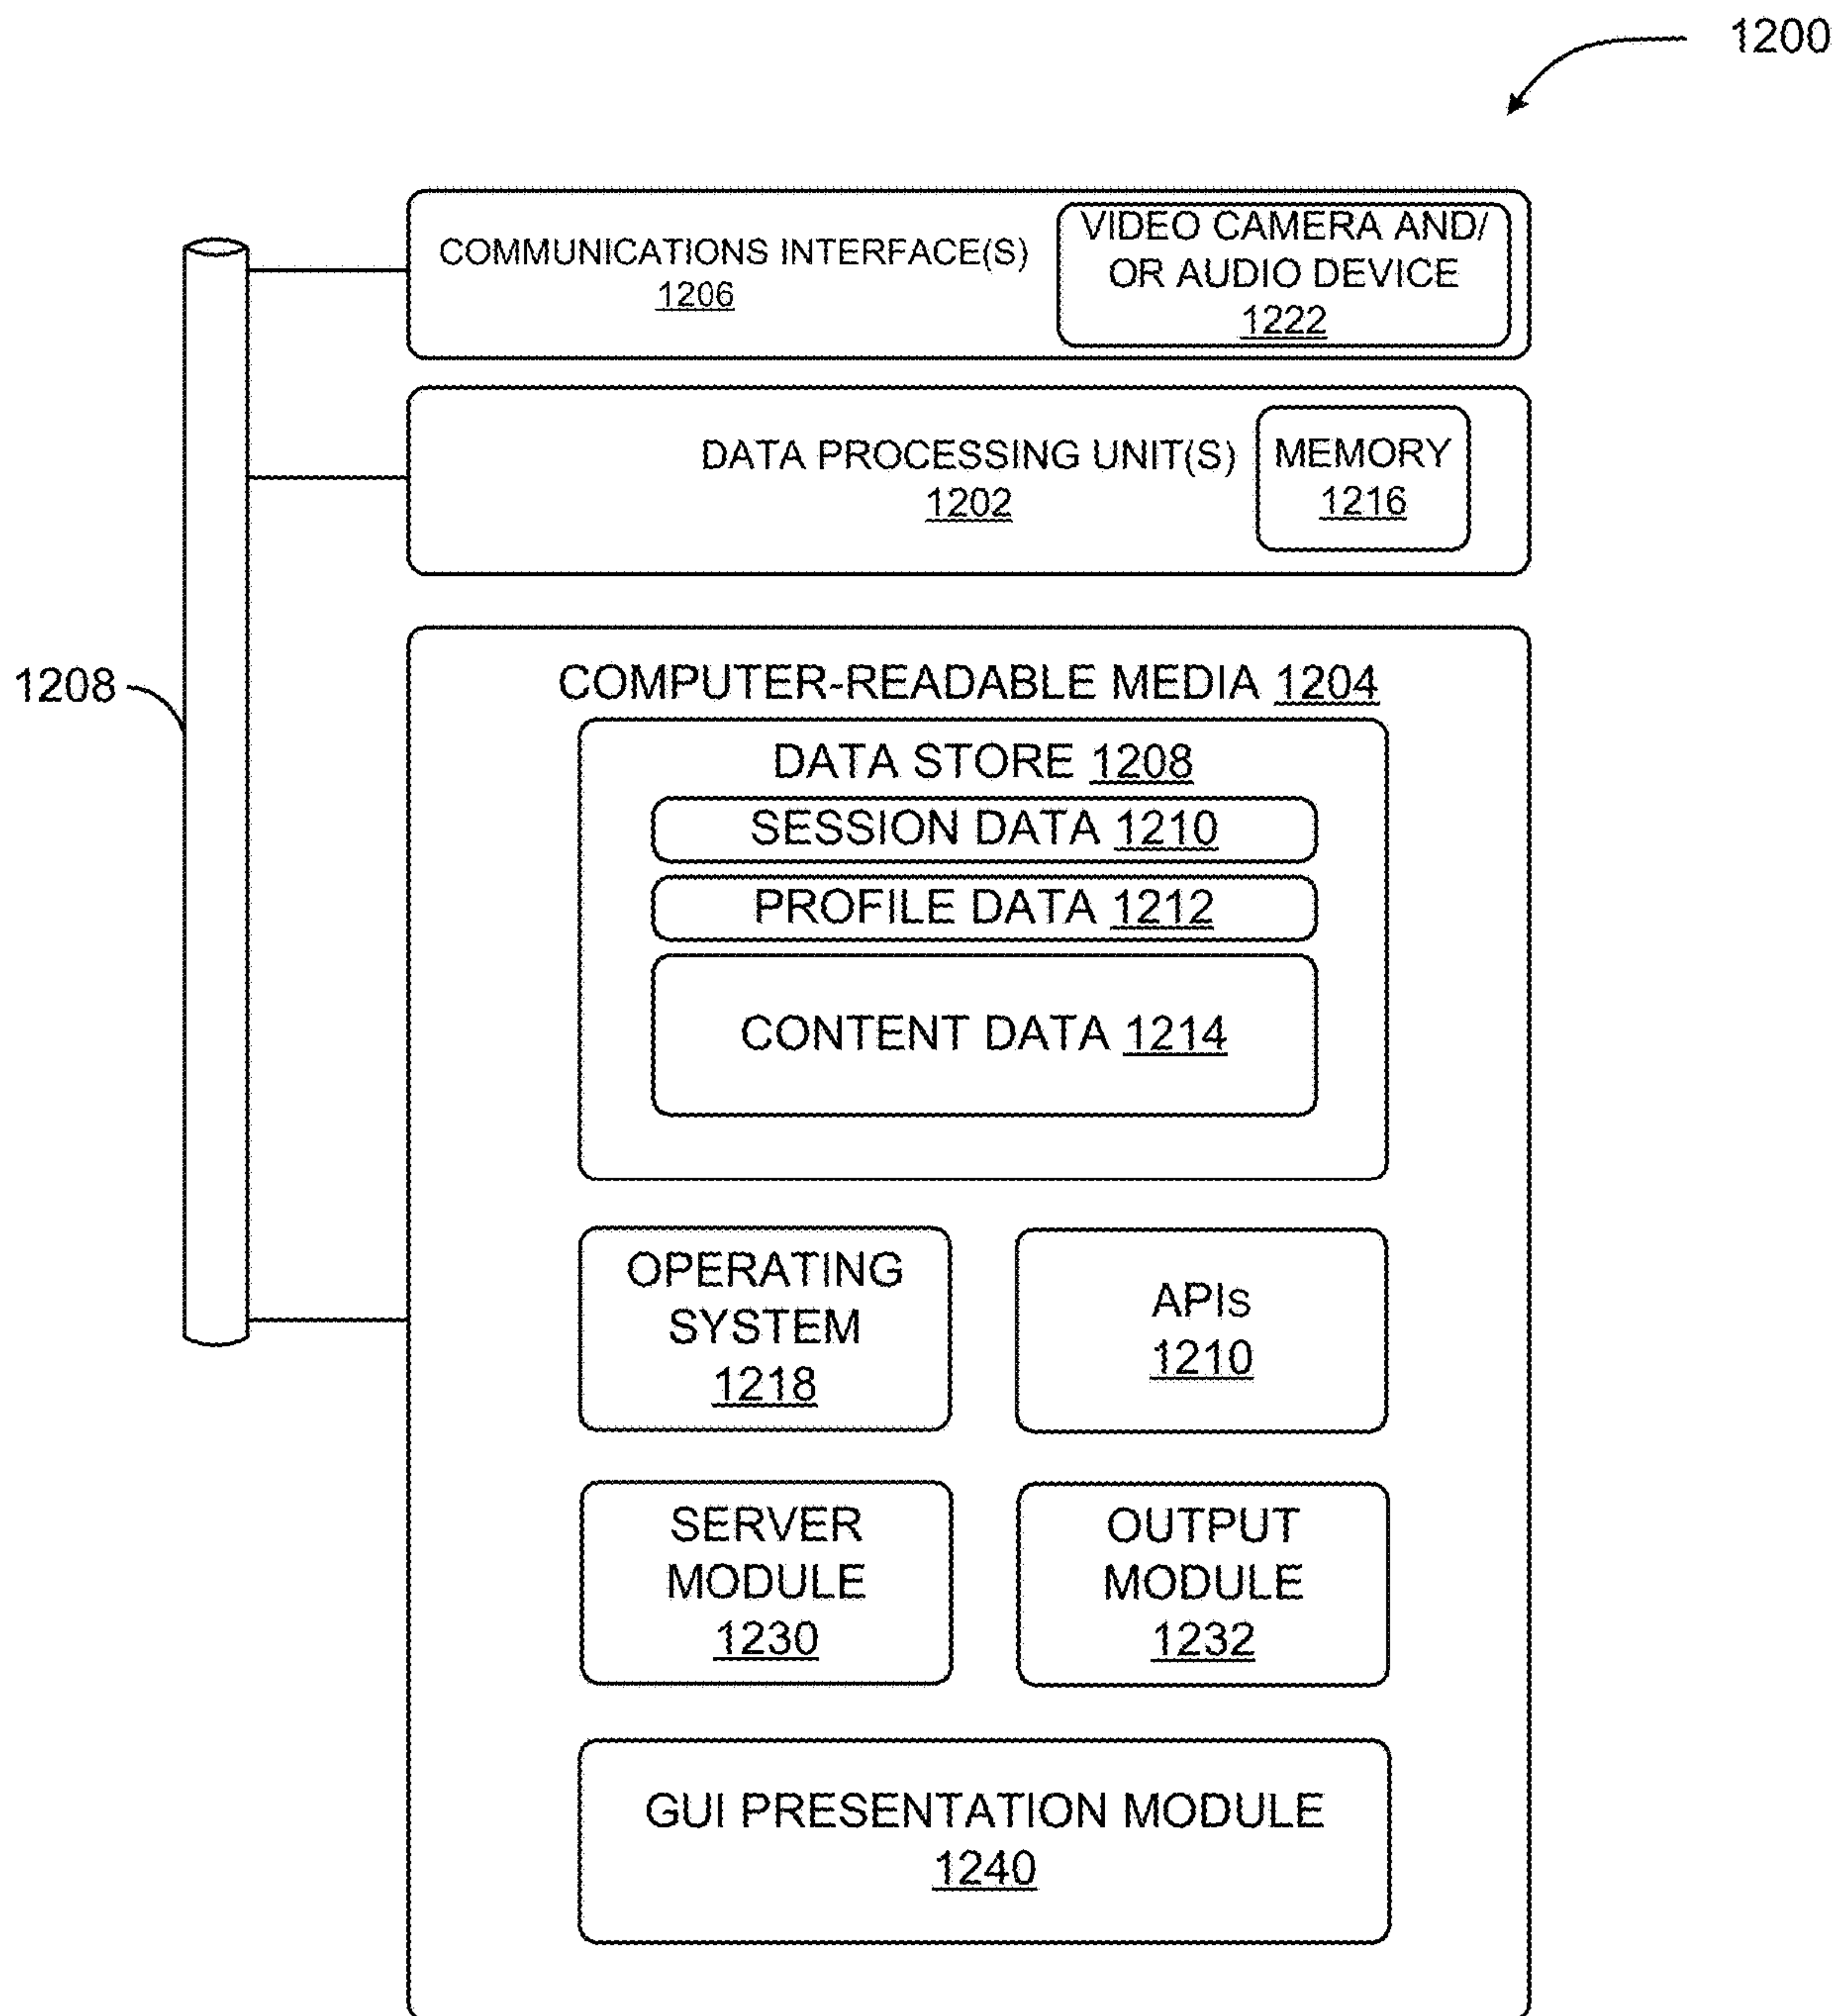 1200
COMMUNICATIONS INTERFACE(S)
1206
VIDEO CAMERA AND/
OR AUDIO DEVICE
1222
DATA PROCESSING UNIT(S)
1202
MEMORY
1216
1208
COMPUTER-READABLE MEDIA 1204
DATA STORE 1208
SESSION DATA 1210
PROFILE DATA 1212
CONTENT DATA 1214
OPERATING
SYSTEM
1218
APIs
1210
SERVER
MODULE
1230
OUTPUT
MODULE
1232
GUI PRESENTATION MODULE
1240